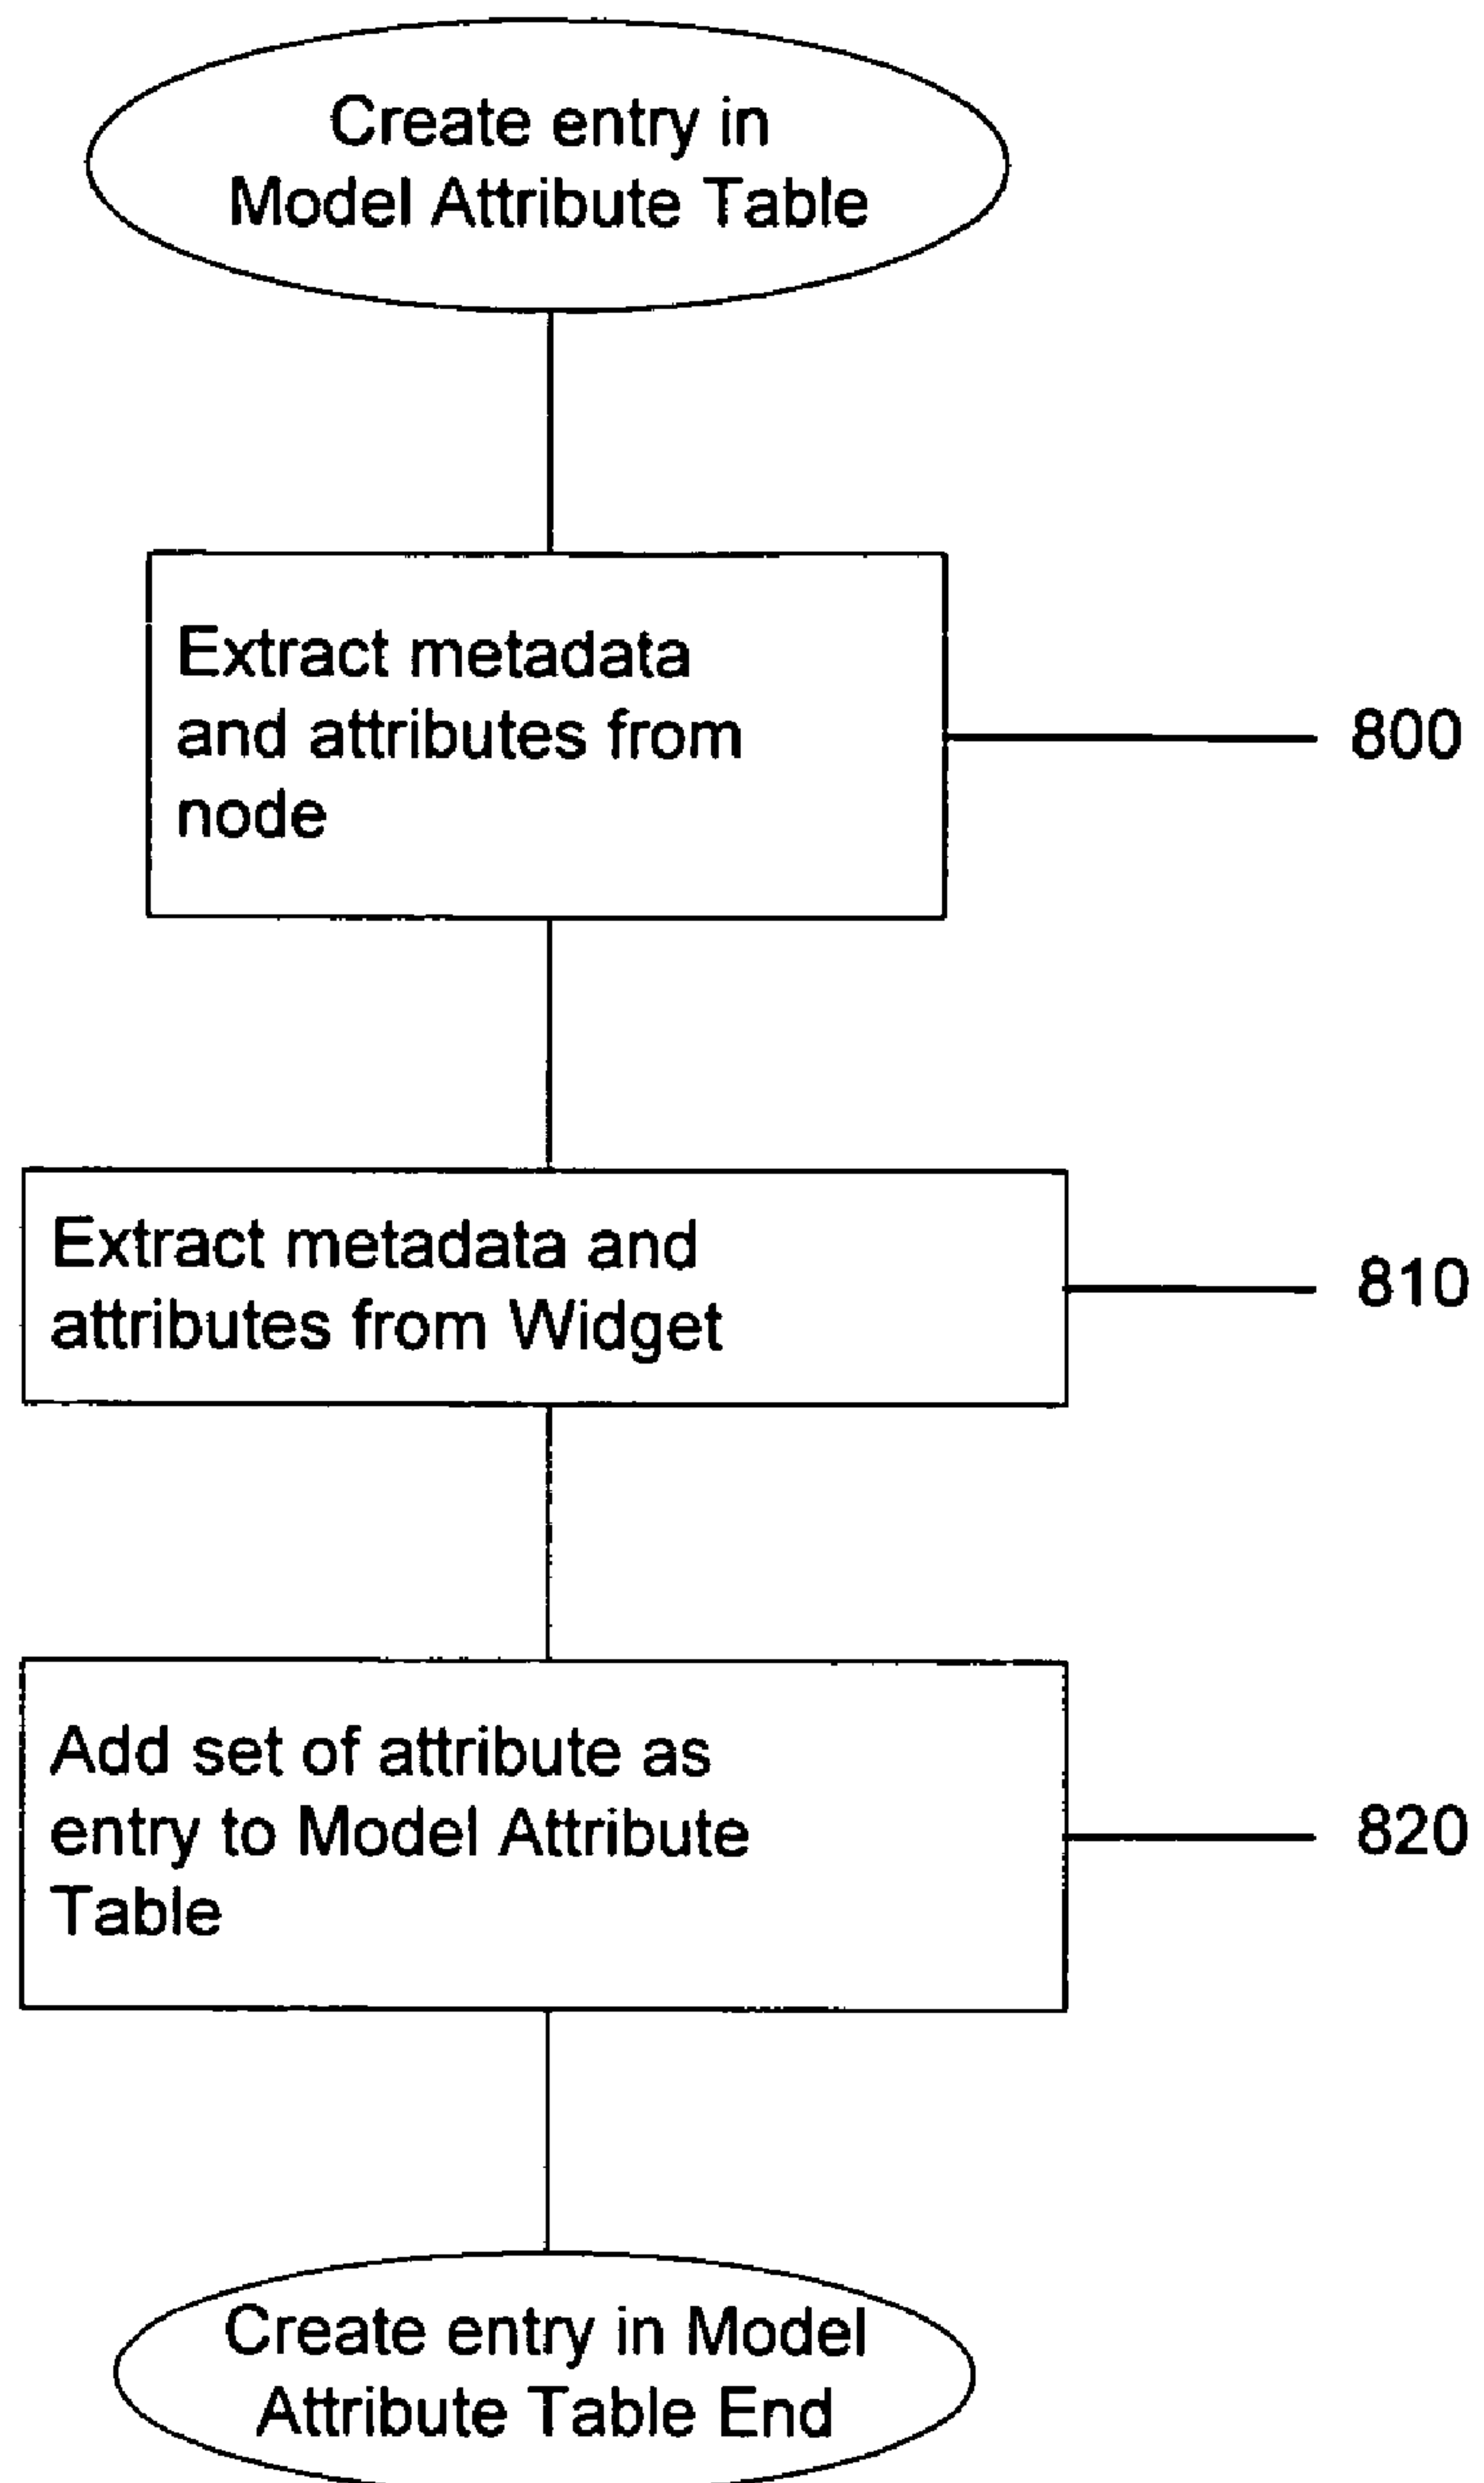 Create entry in
Model Attribute Table
Extract metadata
and attributes from
node
800
Extract metadata and
attributes from Widget
810
Add set of attribute as
entry to Model Attribute
Table
820
Create entry in Model
Attribute Table End